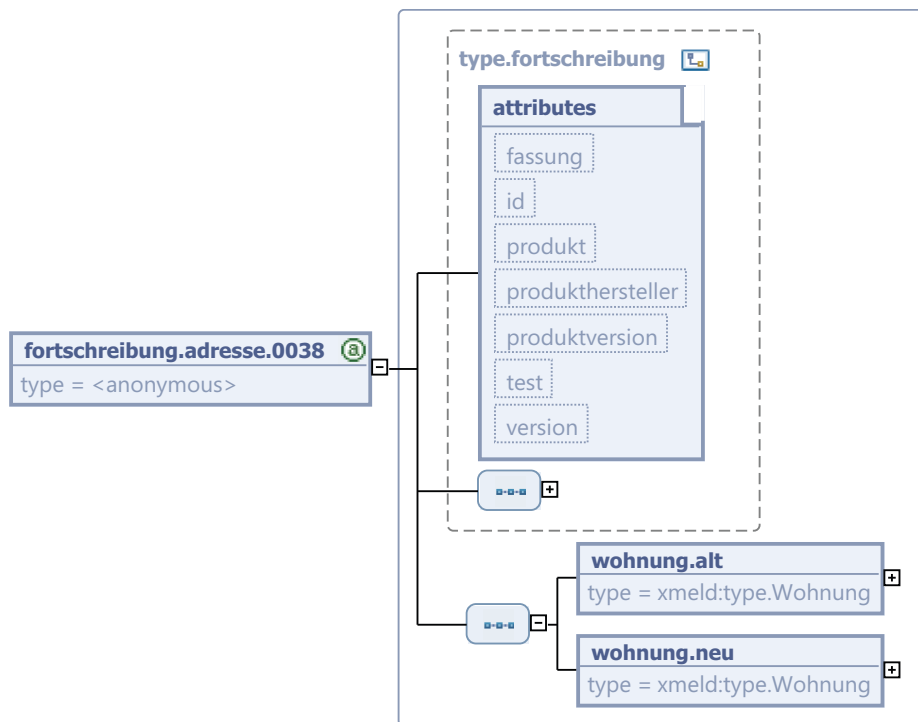 type.fortschreibung
attributes
fassung
id
produkt
produkthersteller
produktversion
test
version
fortschreibung.adresse.0038 a
type = <anonymous>
wohnung.alt
type = xmeld:type.Wohnung
wohnung.neu
type = xmeld:type.Wohnung